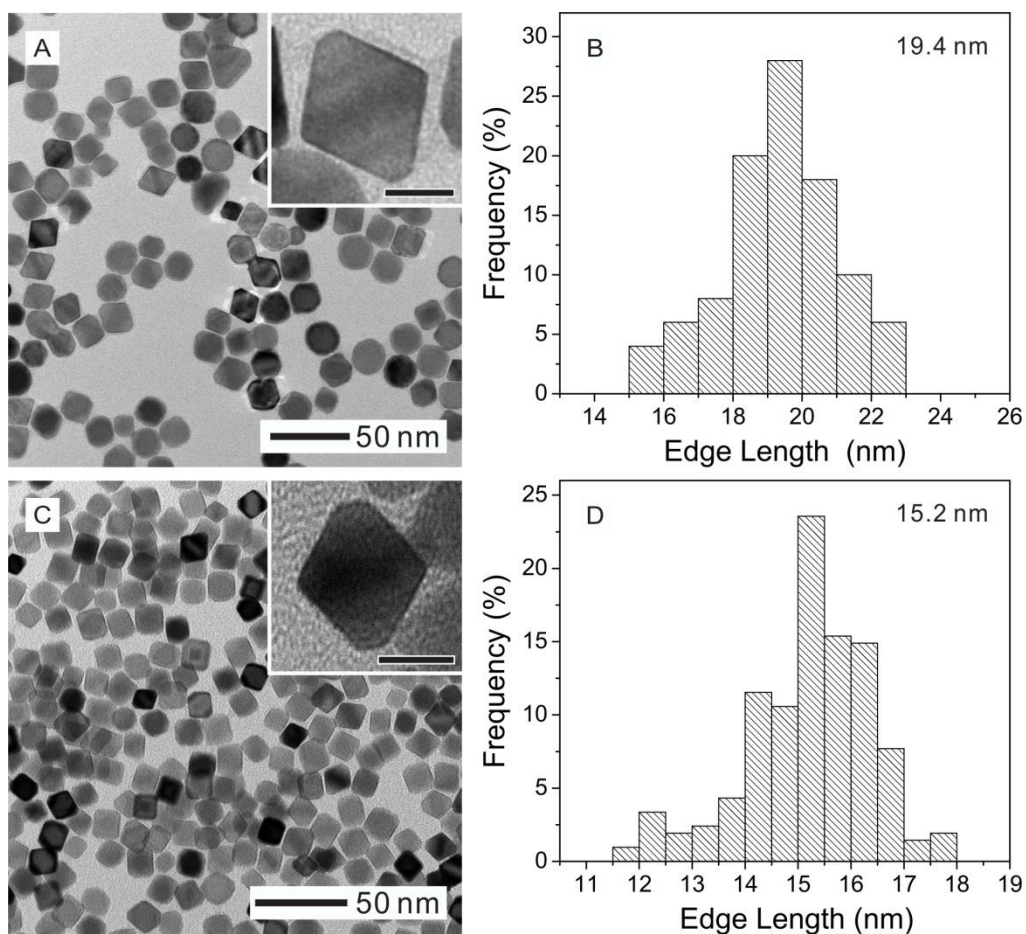 A
50 nm
B
19.4 nm
Frequency (%)
30
25
20
15
10
5
0
14 16 18 20 22 24 26
Edge Length (nm)
C
50 nm
D
15.2 nm
Frequency (%)
25
20
15
10
5
0
11 12 13 14 15 16 17 18 19
Edge Length (nm)